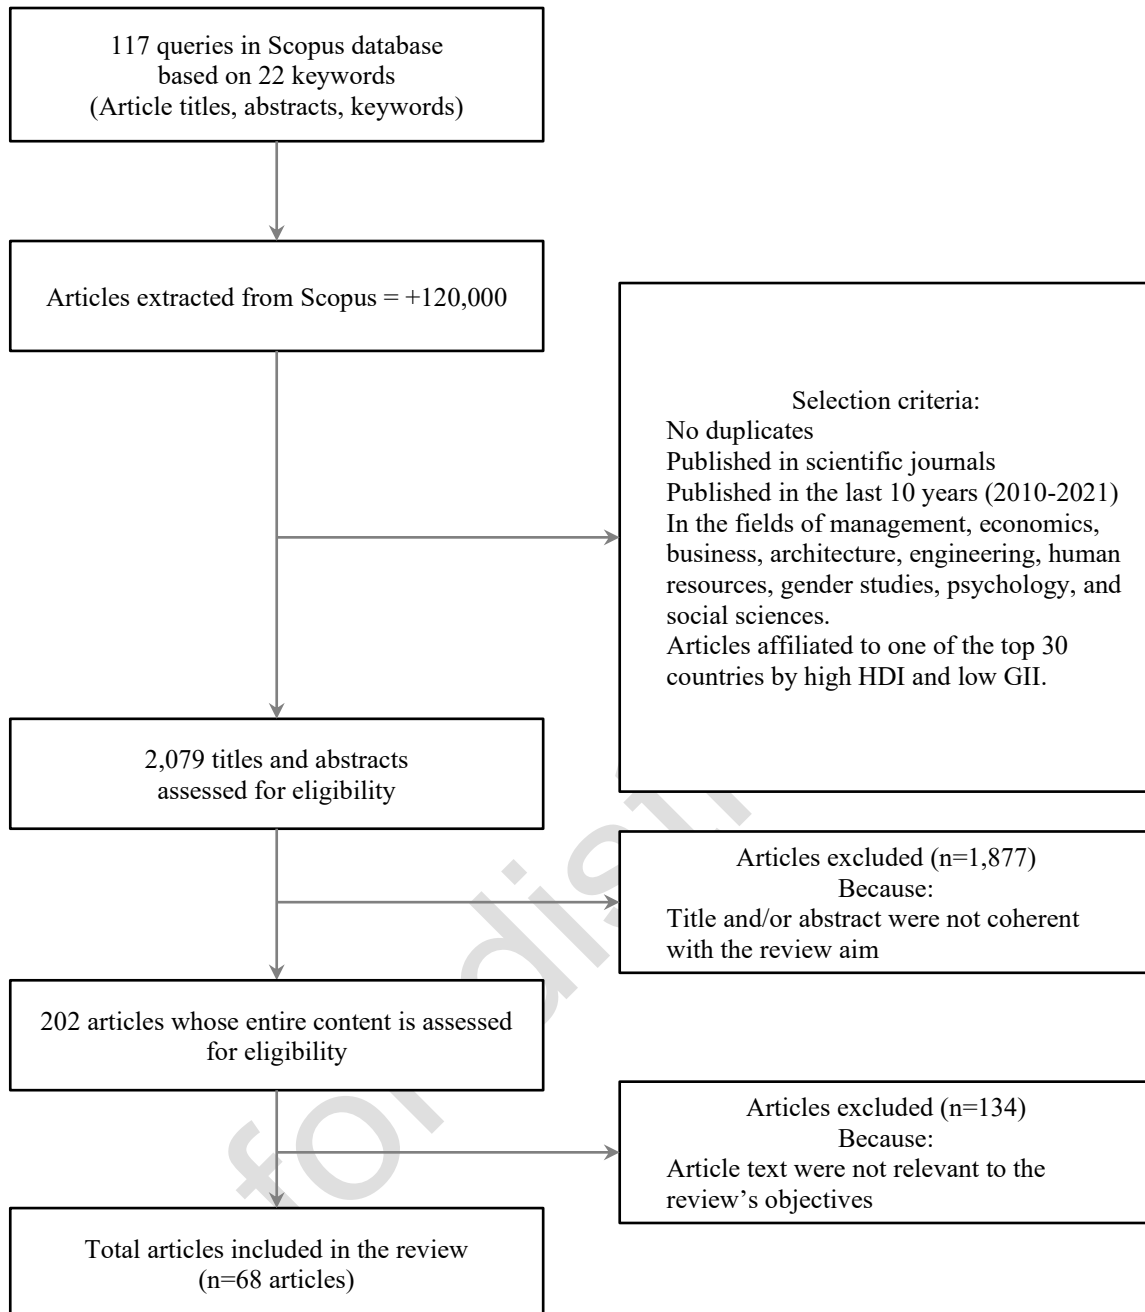 117 queries in Scopus database
based on 22 keywords
(Article titles, abstracts, keywords)
Articles extracted from Scopus = +120,000
Selection criteria:
No duplicates
Published in scientific journals
Published in the last 10 years (2010-2021)
In the fields of management, economics,
business, architecture, engineering, human
resources, gender studies, psychology, and
social sciences.
Articles affiliated to one of the top 30
countries by high HDI and low GII.
2,079 titles and abstracts
assessed for eligibility
Articles excluded (n=1,877)
Because:
Title and/or abstract were not coherent
with the review aim
202 articles whose entire content is assessed
for eligibility
Articles excluded (n=134)
Because:
Article text were not relevant to the
review’s objectives
Total articles included in the review
(n=68 articles)
for